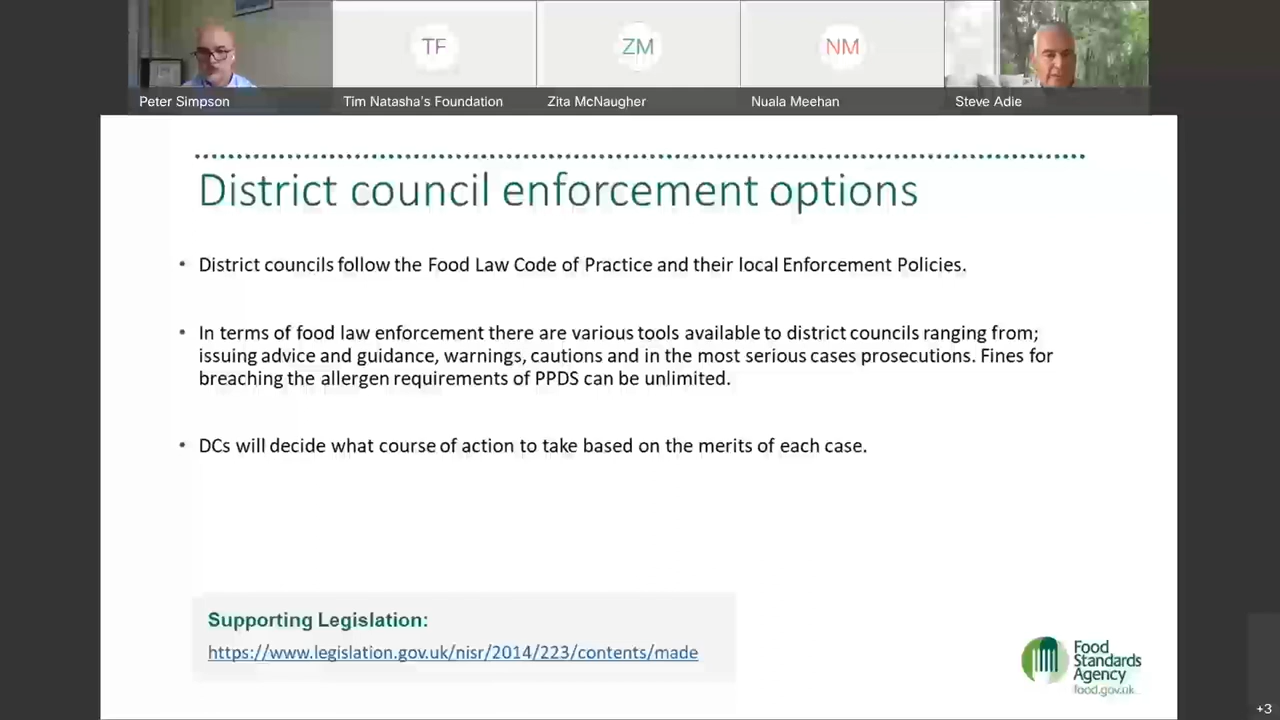 TF
ZM
NM
Peter Simpson
Tim Natasha's Foundation
Zita McNaugher
Nuala Meehan
Steve Adie
District council enforcement options
• District councils follow the Food Law Code of Practice and their local Enforcement Policies.
• In terms of food law enforcement there are various tools available to district councils ranging from;
issuing advice and guidance, warnings, cautions and in the most serious cases prosecutions. Fines for
breaching the allergen requirements of PPDS can be unlimited.
• DCs will decide what course of action to take based on the merits of each case.
Supporting Legislation:
https://www.legislation.gov.uk/nisr/2014/223/contents/made
Food
Standards
Agency
food.gov.uk
+3